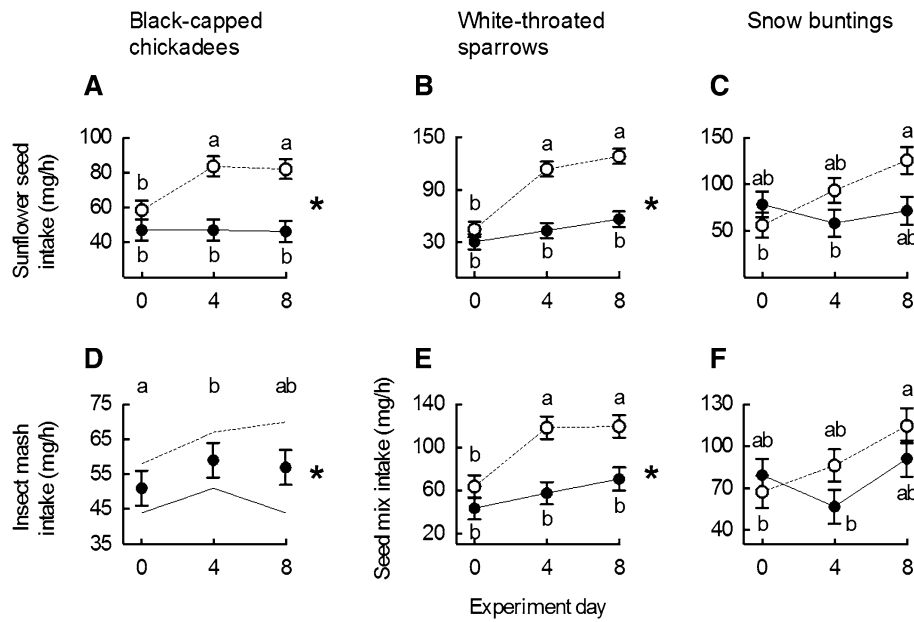 Black-capped
chickadees
White-throated
sparrows
Snow buntings
A
B
C
Sunflower seed
intake (mg/h)
100
80
60
40
b
a
a
b
b
b
*
0
4
8
150
90
30
b
a
a
b
b
b
*
0
4
8
150
100
50
ab
ab
a
b
b
ab
0
4
8
D
E
F
Insect mash
intake (mg/h)
75
65
55
45
35
a
b
ab
*
0
4
8
Seed mix intake (mg/h)
140
100
60
20
b
a
a
b
b
b
*
0
4
8
130
100
70
40
ab
ab
a
b
b
ab
0
4
8
Experiment day